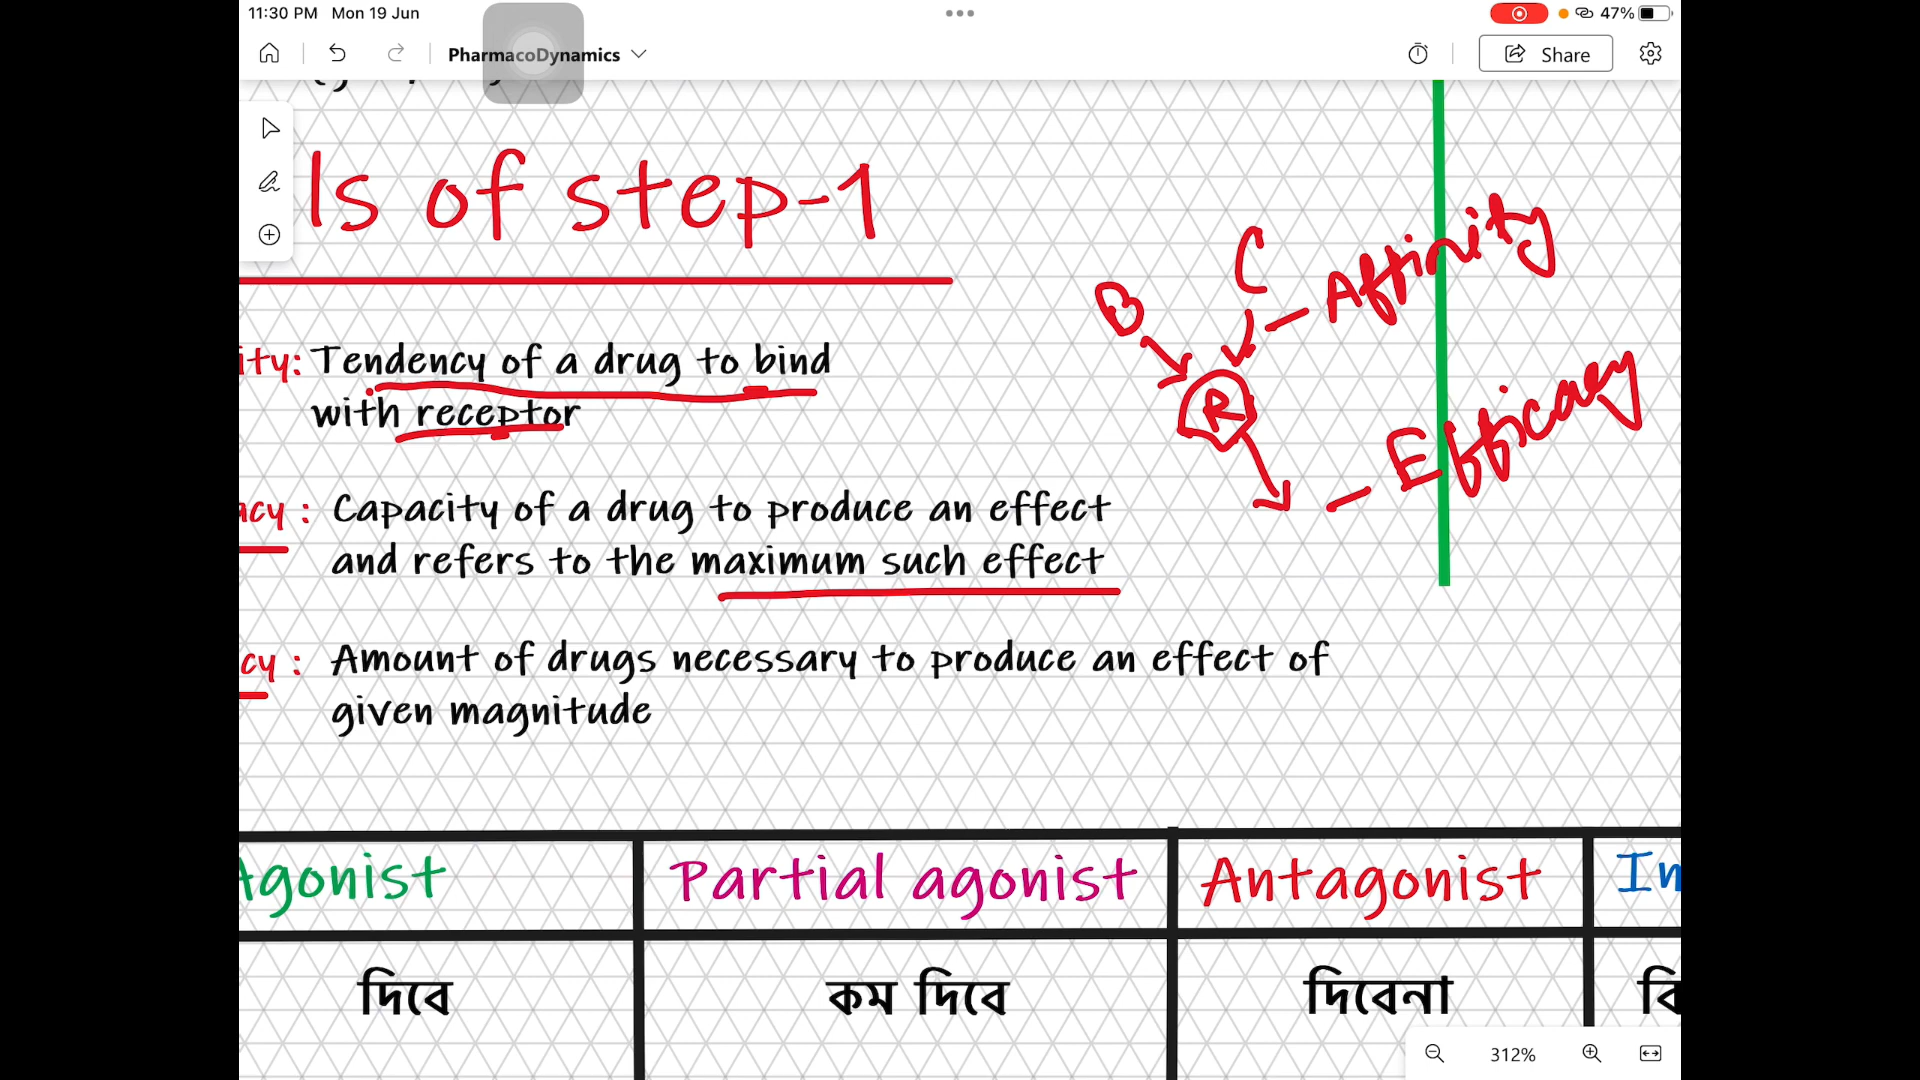 11:30 PM Mon 19 Jun
47%
PharmacoDynamics
Share
ls of step-1
ity: Tendency of a drug to bind
with receptor
acy : Capacity of a drug to produce an effect
and refers to the maximum such effect
cy : Amount of drugs necessary to produce an effect of
given magnitude
B
C
Affinity
R
Efficacy
Agonist
Partial agonist
Antagonist
In
দিবে
কম দিবে
দিবেনা
312%